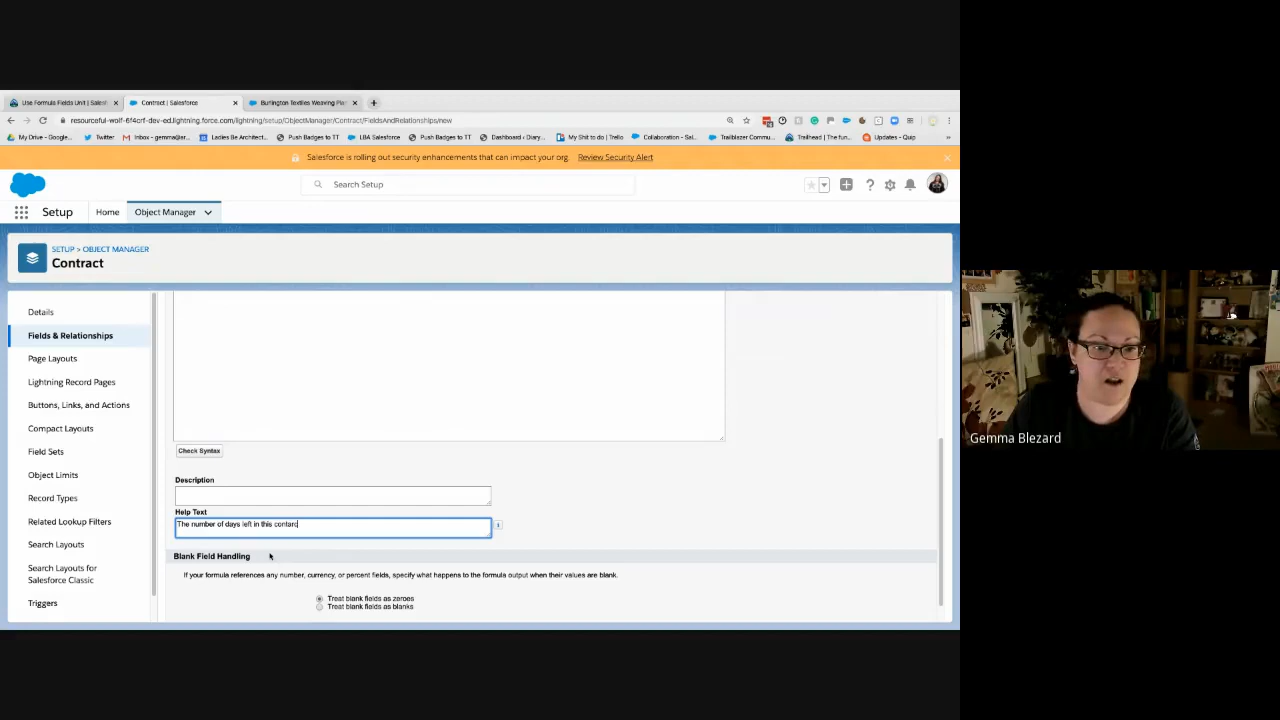 Use Formula Fields Unit | Salesf
Contract | Salesforce
Burlington Textiles Weaving Pla
resourceful-wolf-6f4crf-dev-ed.lightning.force.com/lightning/setup/ObjectManager/Contract/FieldsAndRelationships/new
My Drive - Google...
Twitter
Inbox - gemma@ar...
Ladies Be Architect...
Push Badges to TT
LBA Salesforce
Push Badges to TT
Dashboard / Diary...
My Shit to do | Trello
Collaboration - Sal...
Trailblazer Commu...
Trailhead | The fun...
Updates - Quip
Salesforce is rolling out security enhancements that can impact your org. Review Security Alert
Search Setup
Setup
Home
Object Manager
SETUP > OBJECT MANAGER
Contract
Details
Fields & Relationships
Page Layouts
Lightning Record Pages
Buttons, Links, and Actions
Compact Layouts
Field Sets
Object Limits
Record Types
Related Lookup Filters
Search Layouts
Search Layouts for
Salesforce Classic
Triggers
Check Syntax
Description
Help Text
The number of days left in this contarc
i
Blank Field Handling
If your formula references any number, currency, or percent fields, specify what happens to the formula output when their values are blank.
Treat blank fields as zeroes
Treat blank fields as blanks
Gemma Blezard